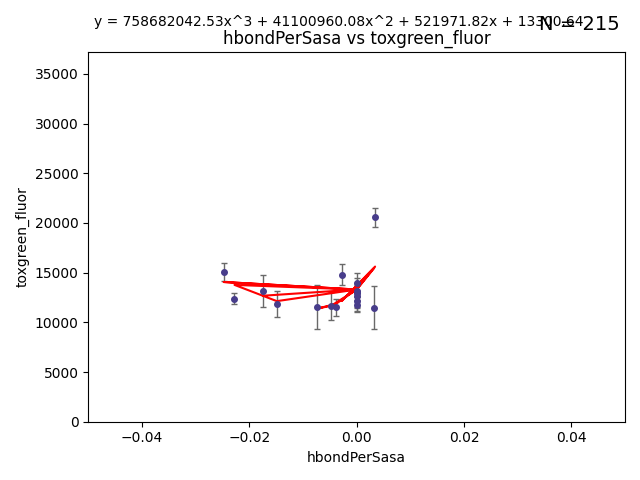 y = 758682042.53x^3 + 41100960.08x^2 + 521971.82x +
N = 215
hbondPerSasa vs toxgreen_fluor
35000
30000
25000
20000
15000
10000
5000
0
toxgreen_fluor
−0.04 −0.02 0.00 0.02 0.04
hbondPerSasa